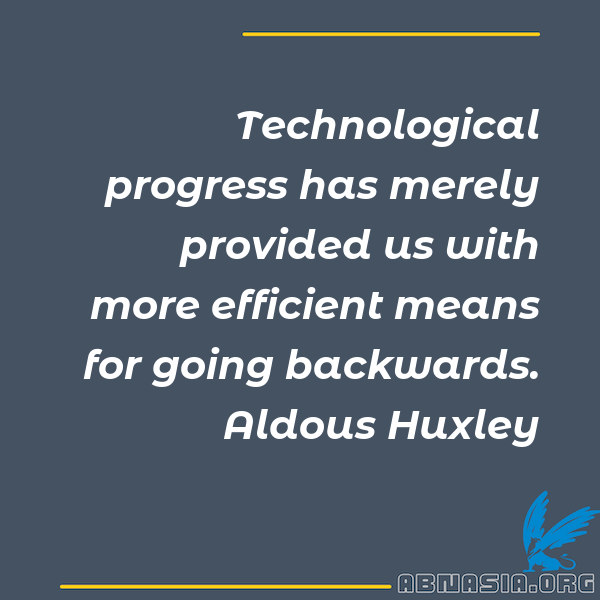 Technological
progress has merely
provided us with
more efficient means
for going backwards.
Aldous Huxley
ABNASIA.ORG